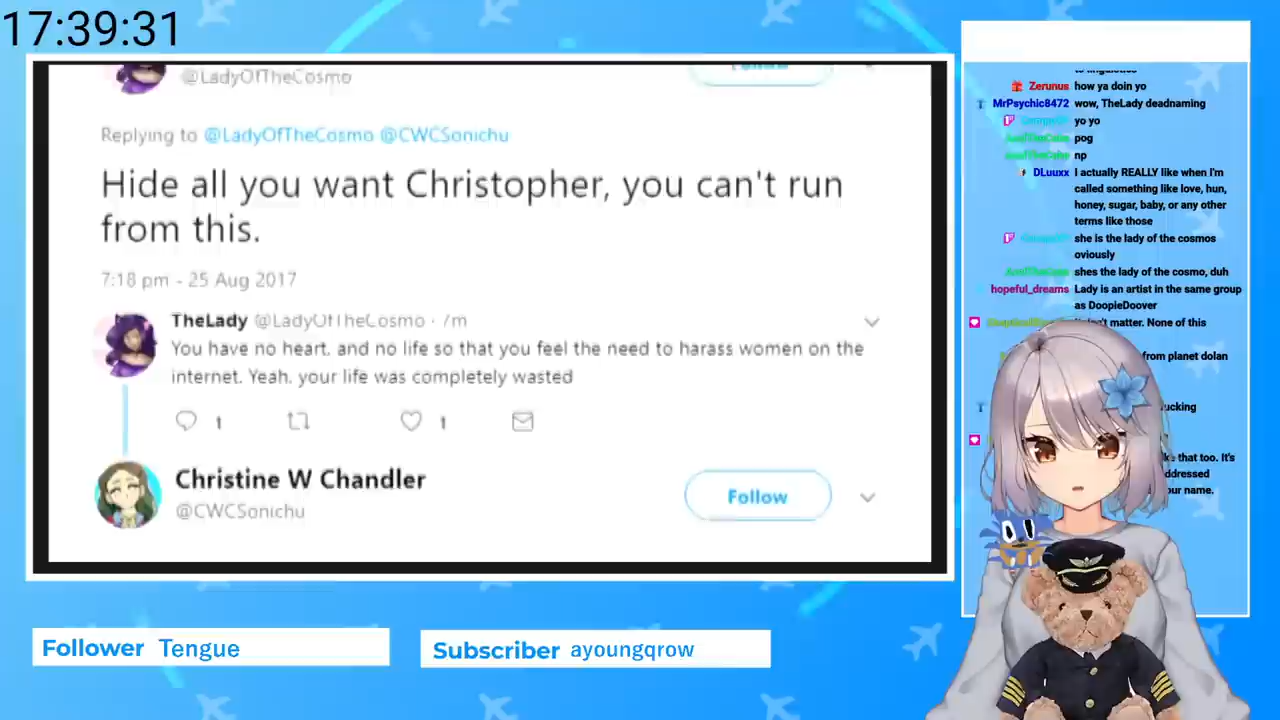 17:39:31
@LadyOfTheCosmo
Replying to @LadyOfTheCosmo @CWCSonichu
Hide all you want Christopher, you can't run
from this.
7:18 pm - 25 Aug 2017
TheLady @LadyOfTheCosmo · 7m
You have no heart. and no life so that you feel the need to harass women on the
internet. Yeah. your life was completely wasted
1
1
Christine W Chandler
@CWCSonichu
Follow
Follower Tengue
Subscriber ayoungqrow
to linguistics
Zerunus how ya doin yo
MrPsychic8472 wow, TheLady deadnaming
yo yo
pog
np
DLuuxx I actually REALLY like when I'm
called something like love, hun,
honey, sugar, baby, or any other
terms like those
she is the lady of the cosmos
oviously
shes the lady of the cosmo, duh
hopeful_dreams Lady is an artist in the same group
as DoopieDoover
matter. None of this
from planet dolan
that too. It's
your name.